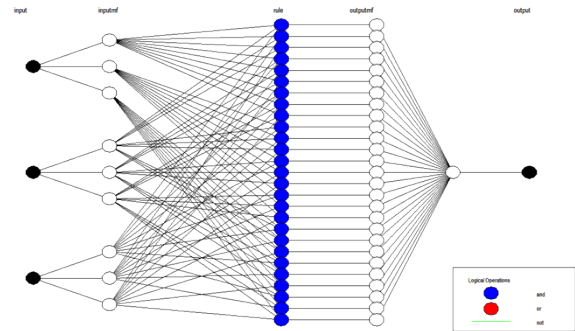 input inputmf rule outputmf output
Logical Operations
and
or
not